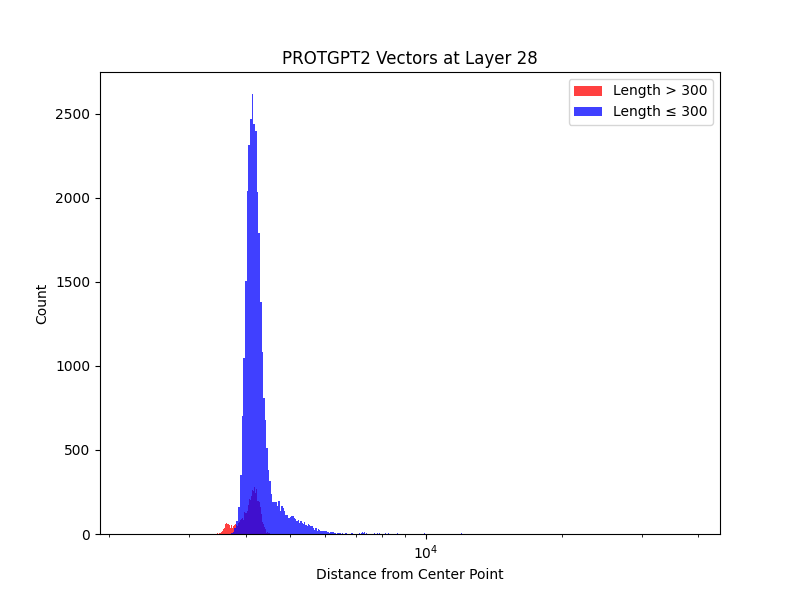 PROTGPT2 Vectors at Layer 28
Length > 300
Length ≤ 300
2500
2000
1500
1000
500
0
Count
10⁴
Distance from Center Point